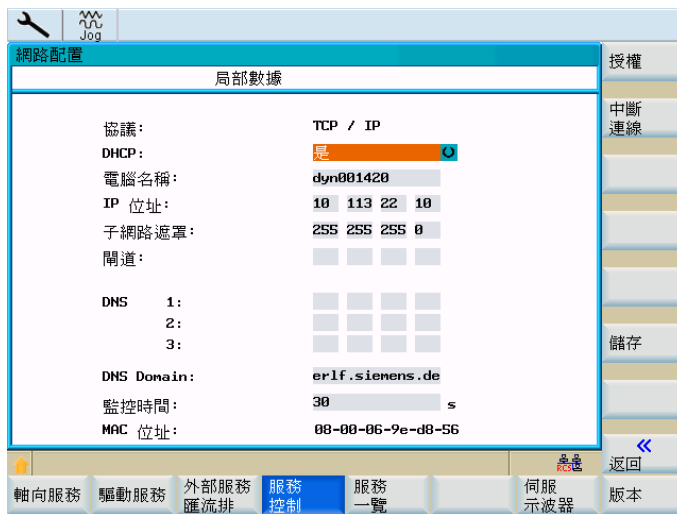 Jog
網路配置
局部數據
授權
中斷
連線
協議: TCP / IP
DHCP: 是
電腦名稱: dyn001420
IP 位址: 10 113 22 10
子網路遮罩: 255 255 255 0
閘道:
DNS 1:
2:
3:
DNS Domain: erlf.siemens.de
監控時間: 30 s
MAC 位址: 08-00-06-9e-d8-56
儲存
«
返回
RCS
軸向服務
驅動服務
外部服務
匯流排
服務
控制
服務
一覽
伺服
示波器
版本